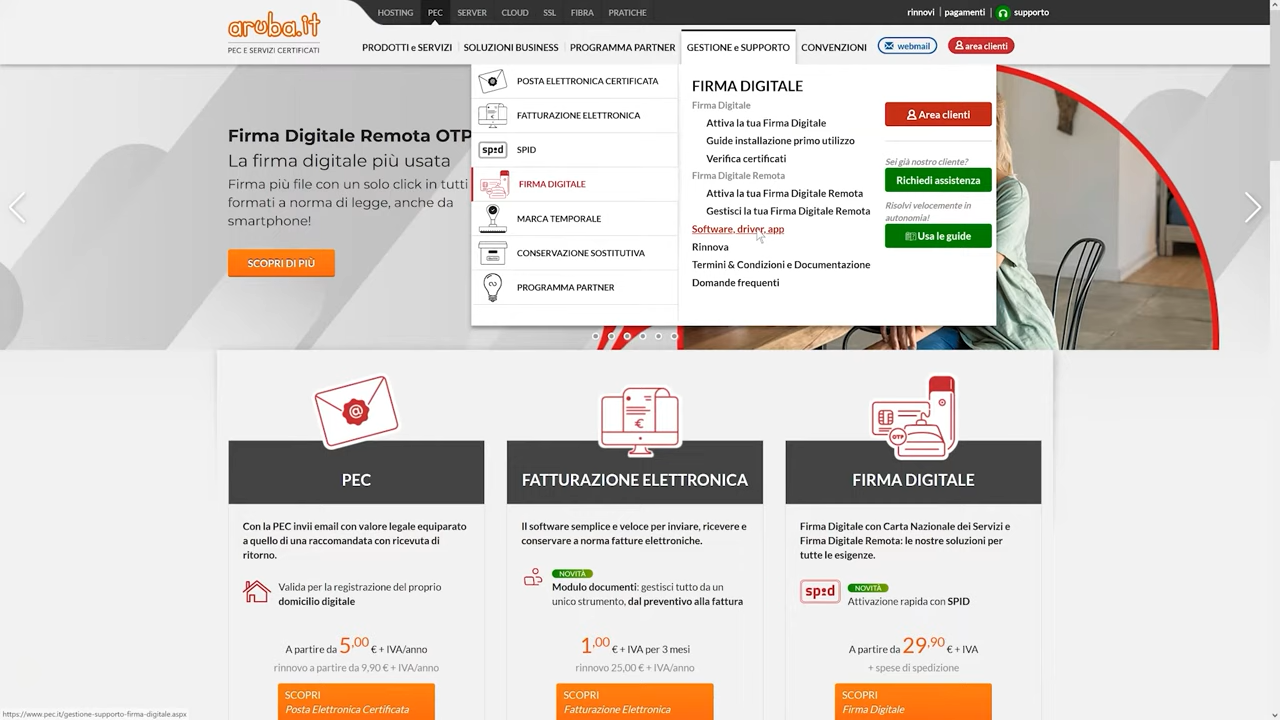 aruba.it
PEC E SERVIZI CERTIFICATI
HOSTING PEC SERVER CLOUD SSL FIBRA PRATICHE
rinnovi | pagamenti | supporto
PRODOTTI e SERVIZI SOLUZIONI BUSINESS PROGRAMMA PARTNER GESTIONE e SUPPORTO CONVENZIONI webmail area clienti
Firma Digitale Remota OTP
La firma digitale più usata
Firma più file con un solo click in tutti i
formati a norma di legge, anche da
smartphone!
SCOPRI DI PIÙ
POSTA ELETTRONICA CERTIFICATA
FATTURAZIONE ELETTRONICA
spid SPID
FIRMA DIGITALE
MARCA TEMPORALE
CONSERVAZIONE SOSTITUTIVA
PROGRAMMA PARTNER
FIRMA DIGITALE
Firma Digitale
Attiva la tua Firma Digitale
Guide installazione primo utilizzo
Verifica certificati
Firma Digitale Remota
Attiva la tua Firma Digitale Remota
Gestisci la tua Firma Digitale Remota
Software, driver, app
Rinnova
Termini & Condizioni e Documentazione
Domande frequenti
Area clienti
Sei già nostro cliente?
Richiedi assistenza
Risolvi velocemente in
autonomia!
Usa le guide
PEC
Con la PEC invii email con valore legale equiparato
a quello di una raccomandata con ricevuta di
ritorno.
Valida per la registrazione del proprio
domicilio digitale
A partire da 5,00 € + IVA/anno
rinnovo a partire da 9,90 € + IVA/anno
SCOPRI
Posta Elettronica Certificata
FATTURAZIONE ELETTRONICA
Il software semplice e veloce per inviare, ricevere e
conservare a norma fatture elettroniche.
NOVITÀ
Modulo documenti: gestisci tutto da un
unico strumento, dal preventivo alla fattura
1,00 € + IVA per 3 mesi
rinnovo 25,00 € + IVA/anno
SCOPRI
Fatturazione Elettronica
OTP
FIRMA DIGITALE
Firma Digitale con Carta Nazionale dei Servizi e
Firma Digitale Remota: le nostre soluzioni per
tutte le esigenze.
spid
NOVITÀ
Attivazione rapida con SPID
A partire da 29,90 € + IVA
+ spese di spedizione
SCOPRI
Firma Digitale
https://www.pec.it/gestione-supporto-firma-digitale.aspx